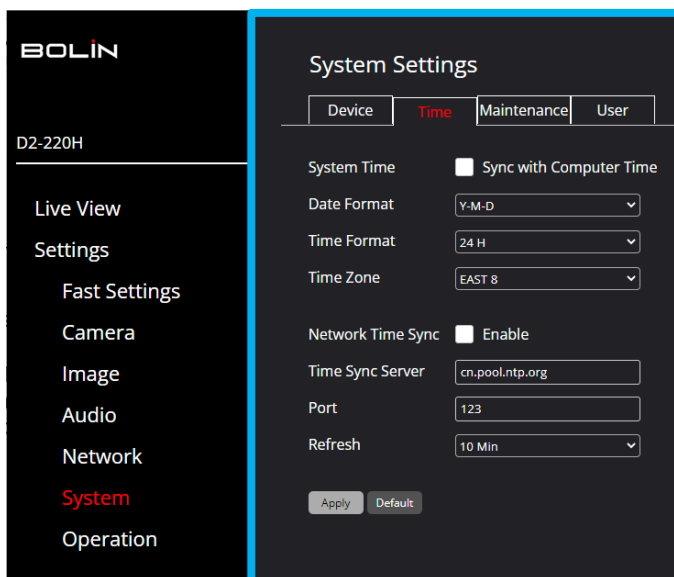 BOLIN
D2-220H
Live View
Settings
Fast Settings
Camera
Image
Audio
Network
System
Operation
System Settings
Device Time Maintenance User
System Time Sync with Computer Time
Date Format Y-M-D
Time Format 24 H
Time Zone EAST 8
Network Time Sync Enable
Time Sync Server cn.pool.ntp.org
Port 123
Refresh 10 Min
Apply Default